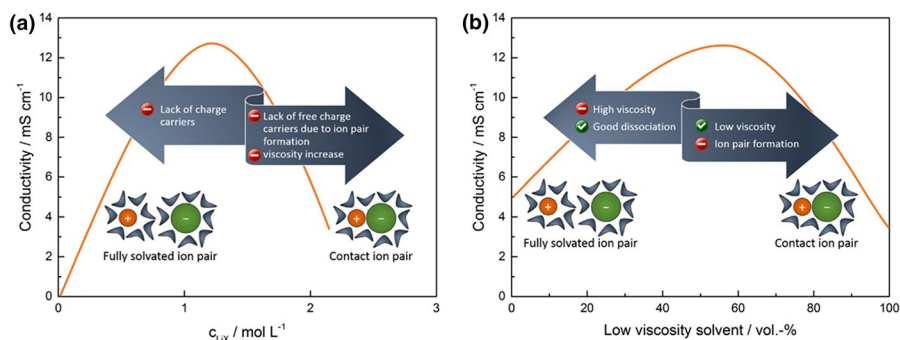 (a)
14
12
10
8
6
4
2
0
Conductivity / mS cm⁻¹
Lack of charge
carriers
Lack of free charge
carriers due to ion pair
formation
viscosity increase
+
−
Fully solvated ion pair
+
−
Contact ion pair
0
1
2
3
c_LiX / mol L⁻¹
(b)
14
12
10
8
6
4
2
0
Conductivity / mS cm⁻¹
High viscosity
Good dissociation
Low viscosity
Ion pair formation
+
−
Fully solvated ion pair
+
−
Contact ion pair
0
20
40
60
80
100
Low viscosity solvent / vol.-%